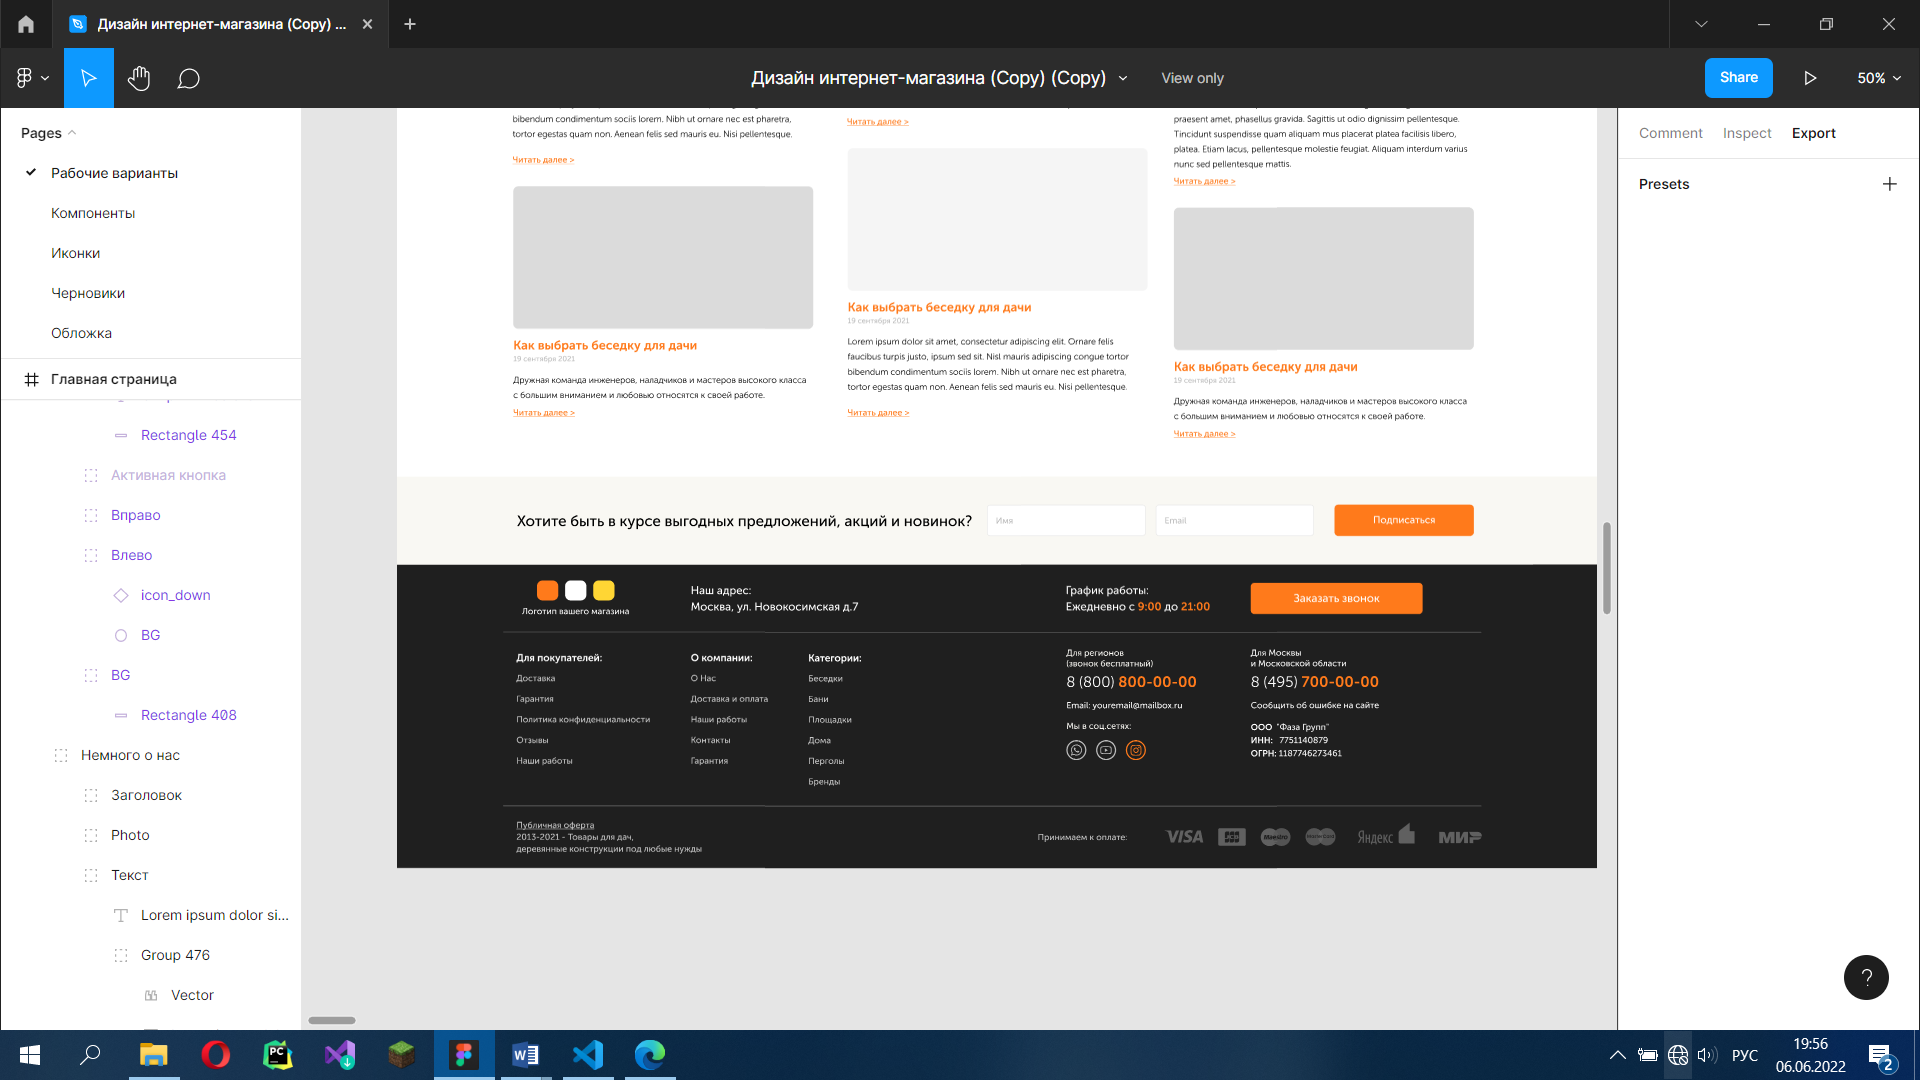 Дизайн интернет-магазина (Copy) ...
Дизайн интернет-магазина (Copy) (Copy)
View only
Share
50%
Pages
Рабочие варианты
Компоненты
Иконки
Черновики
Обложка
Главная страница
Rectangle 454
Активная кнопка
Вправо
Влево
icon_down
BG
BG
Rectangle 408
Немного о нас
Заголовок
Photo
Текст
Lorem ipsum dolor si...
Group 476
Vector
Comment
Inspect
Export
Presets
bibendum condimentum sociis lorem. Nibh ut ornare nec est pharetra,
tortor egestas quam non. Aenean felis sed mauris eu. Nisi pellentesque.
Читать далее >
Как выбрать беседку для дачи
19 сентября 2021
Дружная команда инженеров, наладчиков и мастеров высокого класса
с большим вниманием и любовью относятся к своей работе.
Читать далее >
Читать далее >
Как выбрать беседку для дачи
19 сентября 2021
Lorem ipsum dolor sit amet, consectetur adipiscing elit. Ornare felis
faucibus turpis justo, ipsum sed sit. Nisl mauris adipiscing congue tortor
bibendum condimentum sociis lorem. Nibh ut ornare nec est pharetra,
tortor egestas quam non. Aenean felis sed mauris eu. Nisi pellentesque.
Читать далее >
praesent amet, phasellus gravida. Sagittis ut odio dignissim pellentesque.
Tincidunt suspendisse quam aliquam mus placerat platea facilisis libero,
platea. Etiam lacus, pellentesque molestie feugiat. Aliquam interdum varius
nunc sed pellentesque mattis.
Читать далее >
Как выбрать беседку для дачи
19 сентября 2021
Дружная команда инженеров, наладчиков и мастеров высокого класса
с большим вниманием и любовью относятся к своей работе.
Читать далее >
Хотите быть в курсе выгодных предложений, акций и новинок?
Имя
Email
Подписаться
Логотип вашего магазина
Наш адрес:
Москва, ул. Новокосимская д.7
График работы:
Ежедневно с 9:00 до 21:00
Заказать звонок
Для покупателей:
Доставка
Гарантия
Политика конфиденциальности
Отзывы
Наши работы
О компании:
О Нас
Доставка и оплата
Наши работы
Контакты
Гарантия
Категории:
Беседки
Бани
Площадки
Дома
Перголы
Бренды
Для регионов
(звонок бесплатный)
8 (800) 800-00-00
Email: youremail@mailbox.ru
Мы в соц.сетях:
Для Москвы
и Московской области
8 (495) 700-00-00
Сообщить об ошибке на сайте
ООО "Фаза Групп"
ИНН: 7751140879
ОГРН: 1187746273461
Публичная оферта
2013-2021 - Товары для дач,
деревянные конструкции под любые нужды
Принимаем к оплате:
VISA
JCB
Maestro
MasterCard
Яндекс
МИР
?
PC
W
РУС
19:56
06.06.2022
2